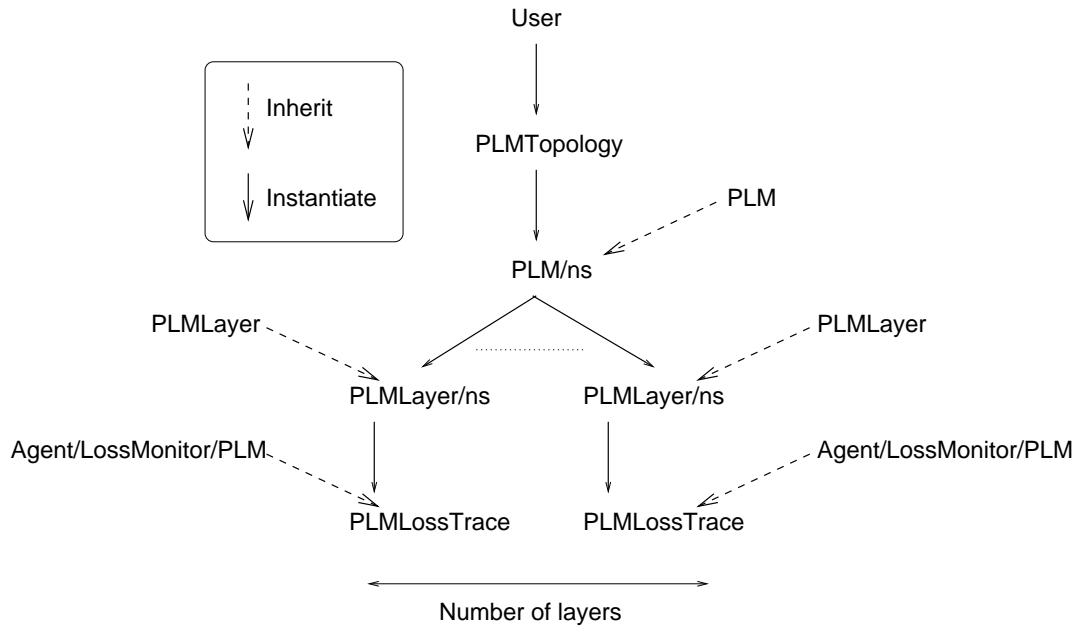 User
Inherit
PLMTopology
Instantiate
PLM
PLM/ns
PLMLayer
PLMLayer
PLMLayer/ns
PLMLayer/ns
Agent/LossMonitor/PLM
Agent/LossMonitor/PLM
PLMLossTrace
PLMLossTrace
Number of layers